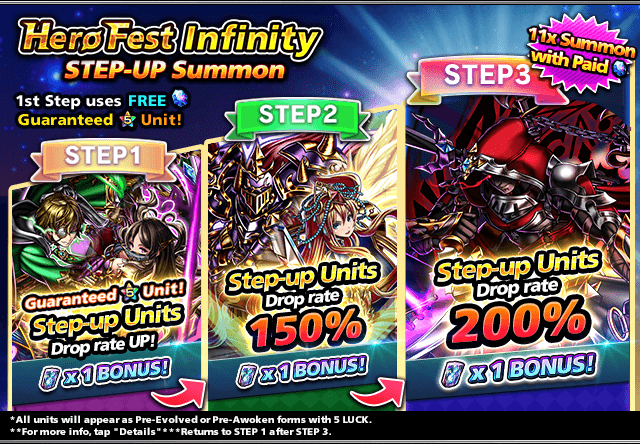 HeroFest Infinity
STEP-UP Summon
11x Summon
with Paid
1st Step uses FREE
Guaranteed 5 Unit!
STEP1
Guaranteed 5 Unit!
Step-up Units
Drop rate UP!
x 1 BONUS!
STEP2
Step-up Units
Drop rate
150%
x 1 BONUS!
STEP3
Step-up Units
Drop rate
200%
x 1 BONUS!
*All units will appear as Pre-Evolved or Pre-Awoken forms with 5 LUCK.
**For more info, tap "Details" ***Returns to STEP 1 after STEP 3.